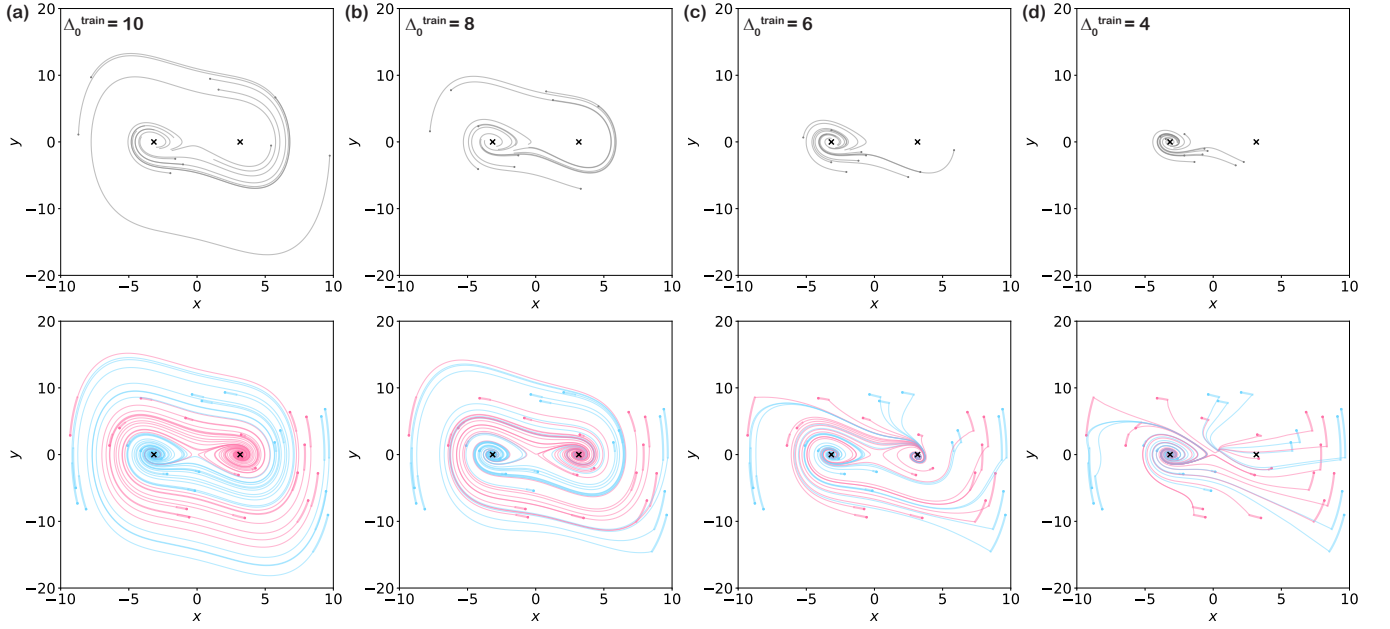 (a) (b) (c) (d)
Δ₀ᵗʳᵃⁱⁿ = 10 Δ₀ᵗʳᵃⁱⁿ = 8 Δ₀ᵗʳᵃⁱⁿ = 6 Δ₀ᵗʳᵃⁱⁿ = 4
20 20 20 20
10 10 10 10
y 0 y 0 y 0 y 0
−10 −10 −10 −10
−20 −20 −20 −20
−10 −5 0 5 10 −10 −5 0 5 10 −10 −5 0 5 10 −10 −5 0 5 10
x x x x
20 20 20 20
10 10 10 10
y 0 y 0 y 0 y 0
−10 −10 −10 −10
−20 −20 −20 −20
−10 −5 0 5 10 −10 −5 0 5 10 −10 −5 0 5 10 −10 −5 0 5 10
x x x x